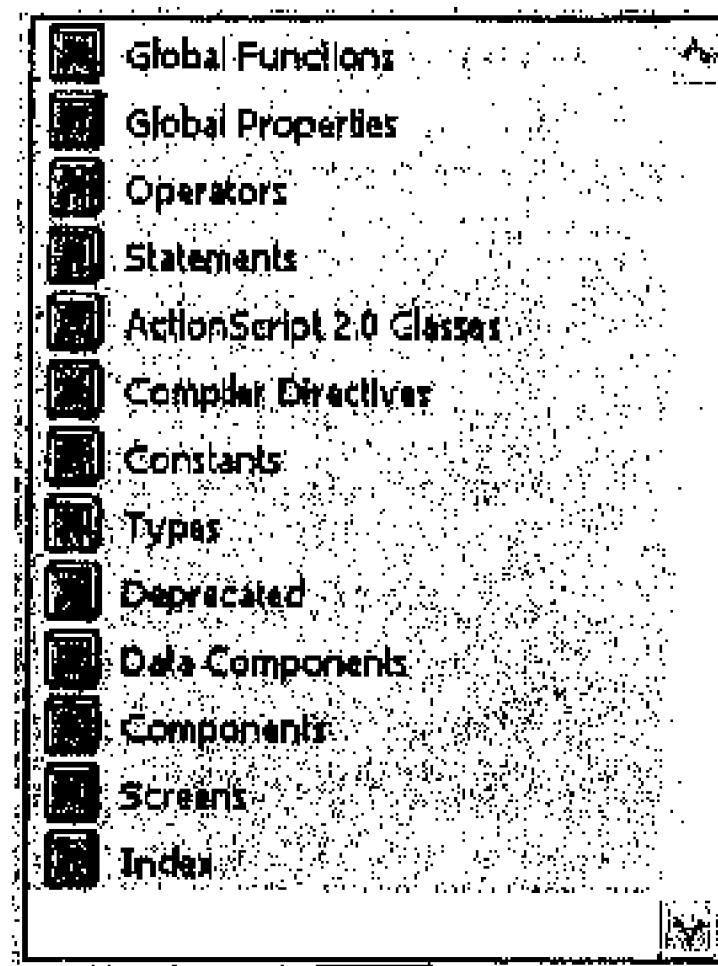 Global Functions
Global Properties
Operators
Statements
ActionScript 2.0 Classes
Compiler Directives
Constants
Types
Deprecated
Data Components
Components
Screens
Index